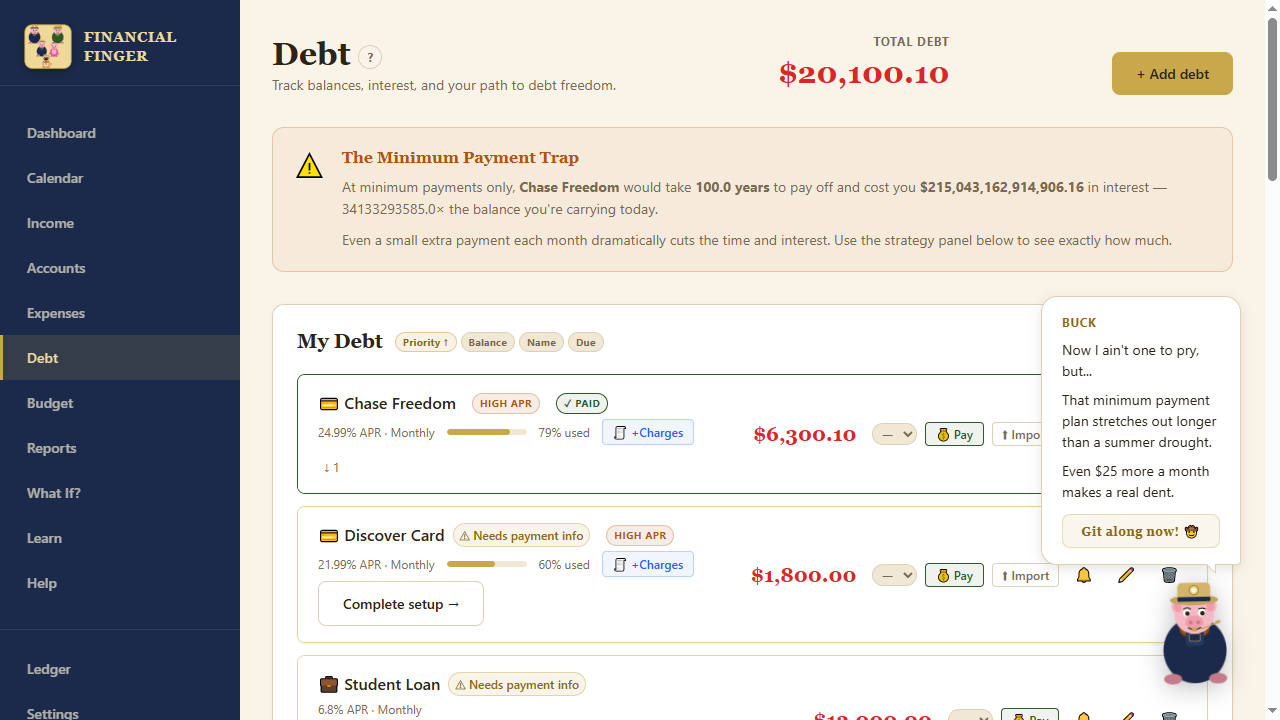 FINANCIAL
FINGER
Dashboard
Calendar
Income
Accounts
Expenses
Debt
Budget
Reports
What If?
Learn
Help
Ledger
Settings
Debt ?
Track balances, interest, and your path to debt freedom.
TOTAL DEBT
$20,100.10
+ Add debt
The Minimum Payment Trap
At minimum payments only, Chase Freedom would take 100.0 years to pay off and cost you $215,043,162,914,906.16 in interest —
34133293585.0× the balance you're carrying today.
Even a small extra payment each month dramatically cuts the time and interest. Use the strategy panel below to see exactly how much.
My Debt Priority ↑ Balance Name Due
Chase Freedom HIGH APR ✓ PAID
24.99% APR · Monthly 79% used +Charges
$6,300.10 — Pay ⬆ Impo
↓ 1
Discover Card ⚠ Needs payment info HIGH APR
21.99% APR · Monthly 60% used +Charges
$1,800.00 — Pay ⬆ Import
Complete setup →
Student Loan ⚠ Needs payment info
6.8% APR · Monthly
$12,000.00 — Pay
BUCK
Now I ain't one to pry,
but...
That minimum payment
plan stretches out longer
than a summer drought.
Even $25 more a month
makes a real dent.
Git along now!